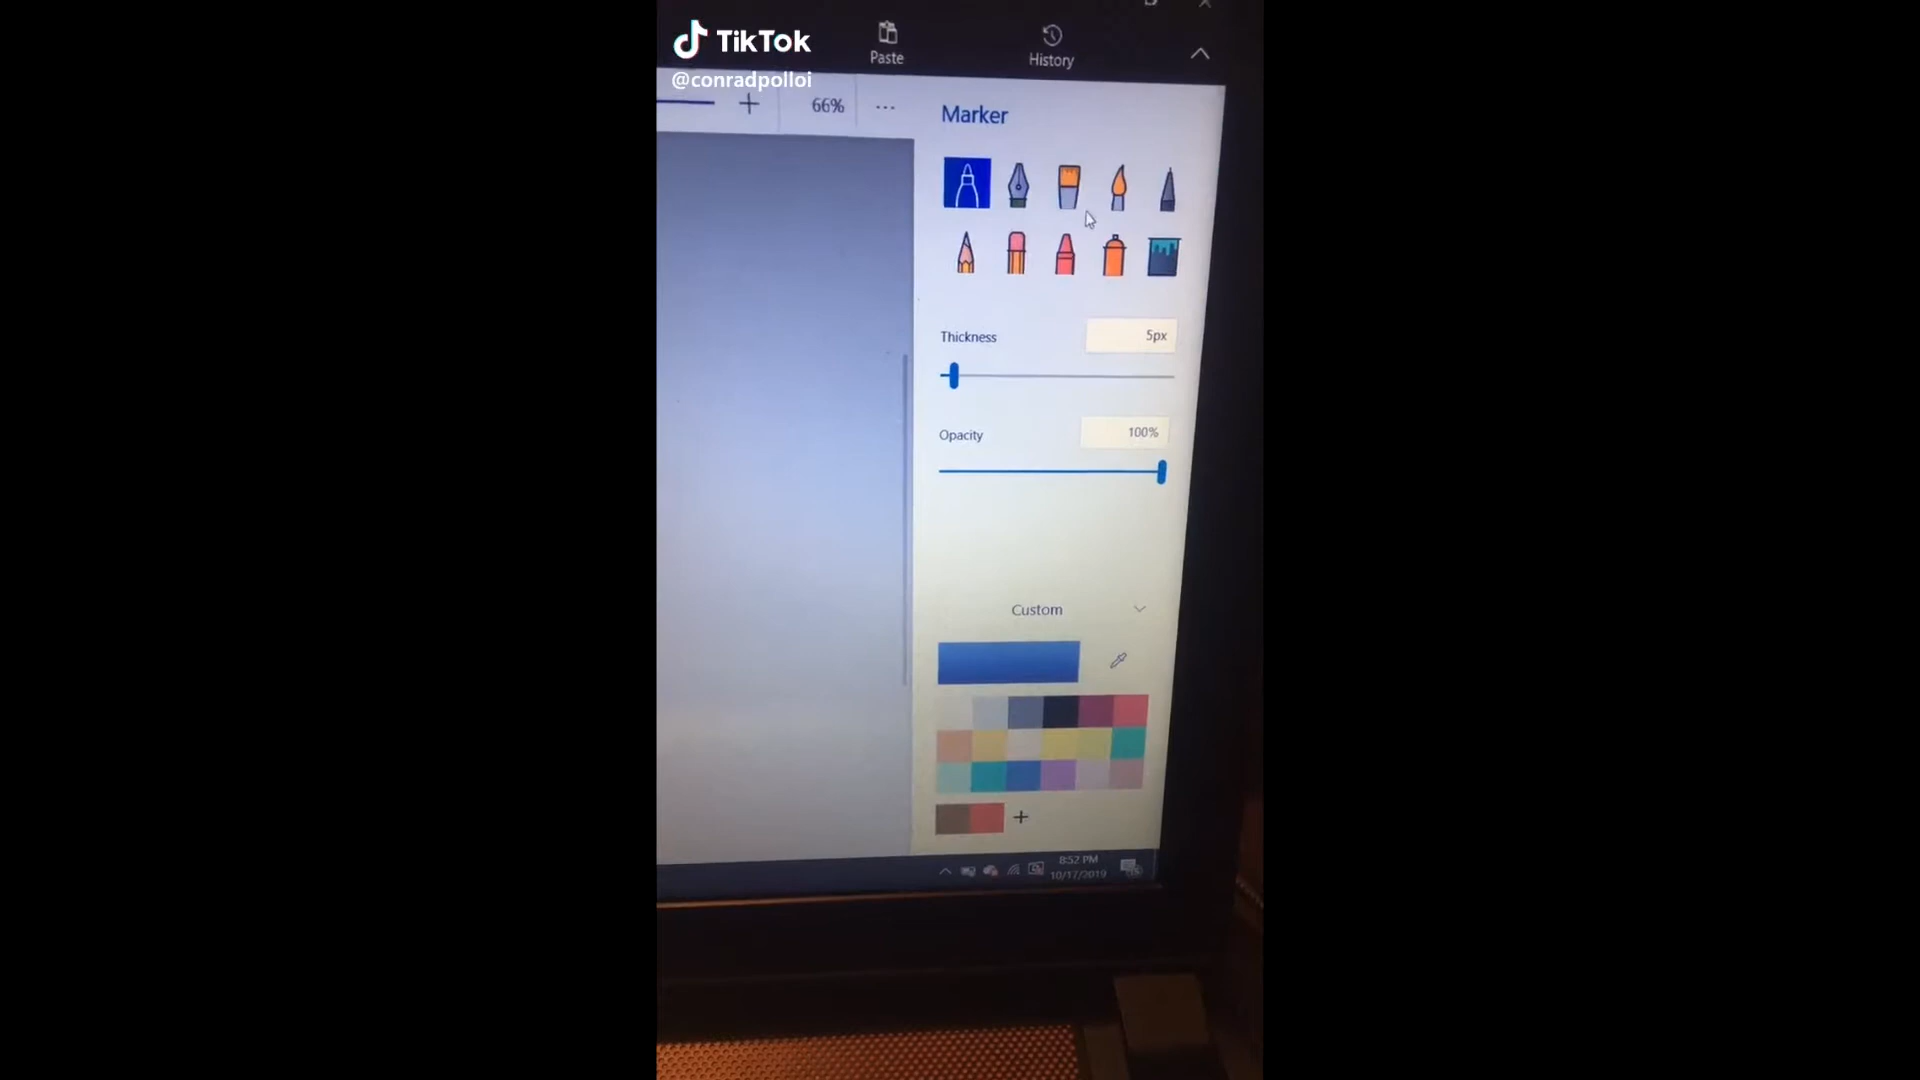 TikTok
@conradpolloi
Paste
History
66%
Marker
Thickness
5px
Opacity
100%
Custom
8:52 PM
10/17/2019